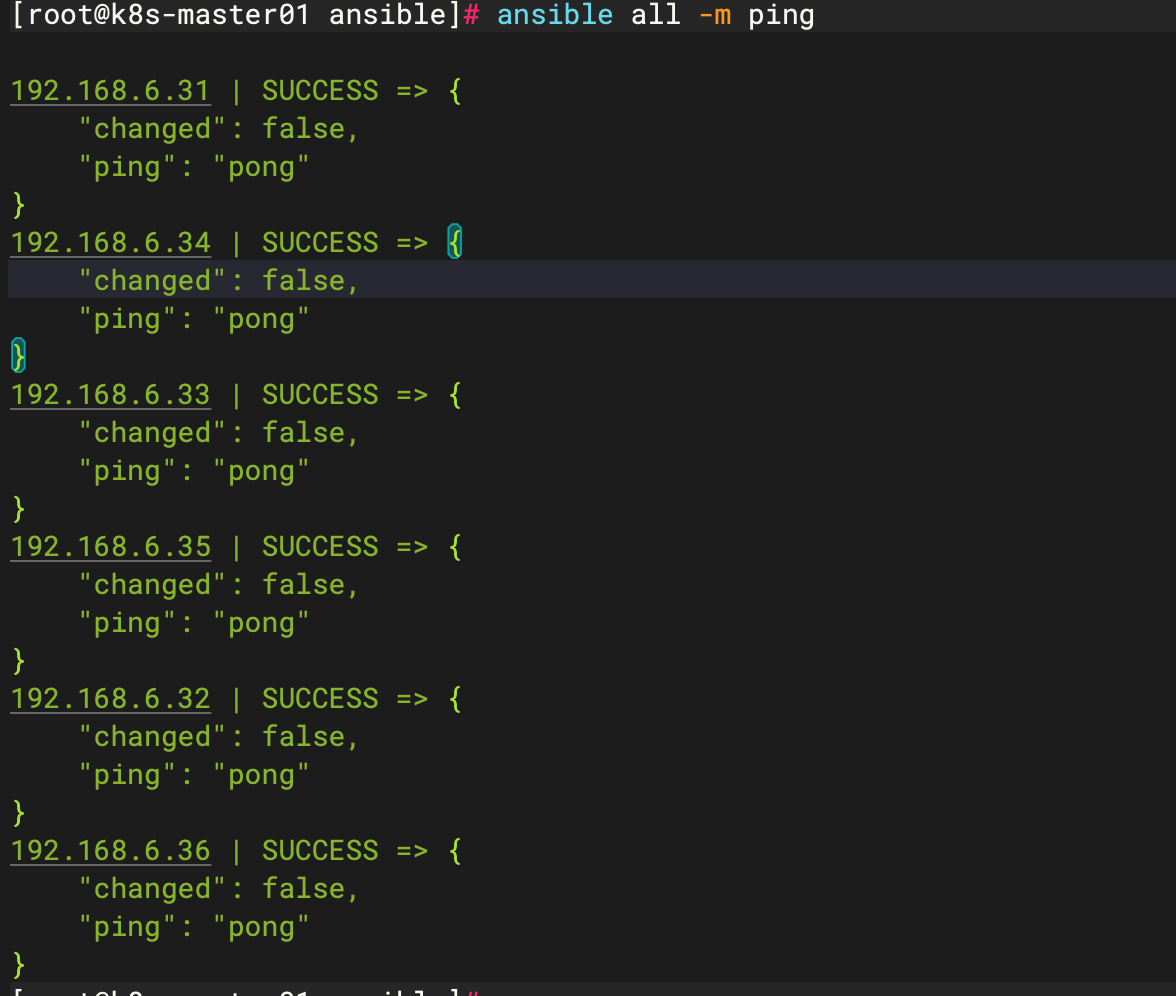 [root@k8s-master01 ansible]# ansible all -m ping
192.168.6.31 | SUCCESS => {
    "changed": false,
    "ping": "pong"
}
192.168.6.34 | SUCCESS => {
    "changed": false,
    "ping": "pong"
}
192.168.6.33 | SUCCESS => {
    "changed": false,
    "ping": "pong"
}
192.168.6.35 | SUCCESS => {
    "changed": false,
    "ping": "pong"
}
192.168.6.32 | SUCCESS => {
    "changed": false,
    "ping": "pong"
}
192.168.6.36 | SUCCESS => {
    "changed": false,
    "ping": "pong"
}